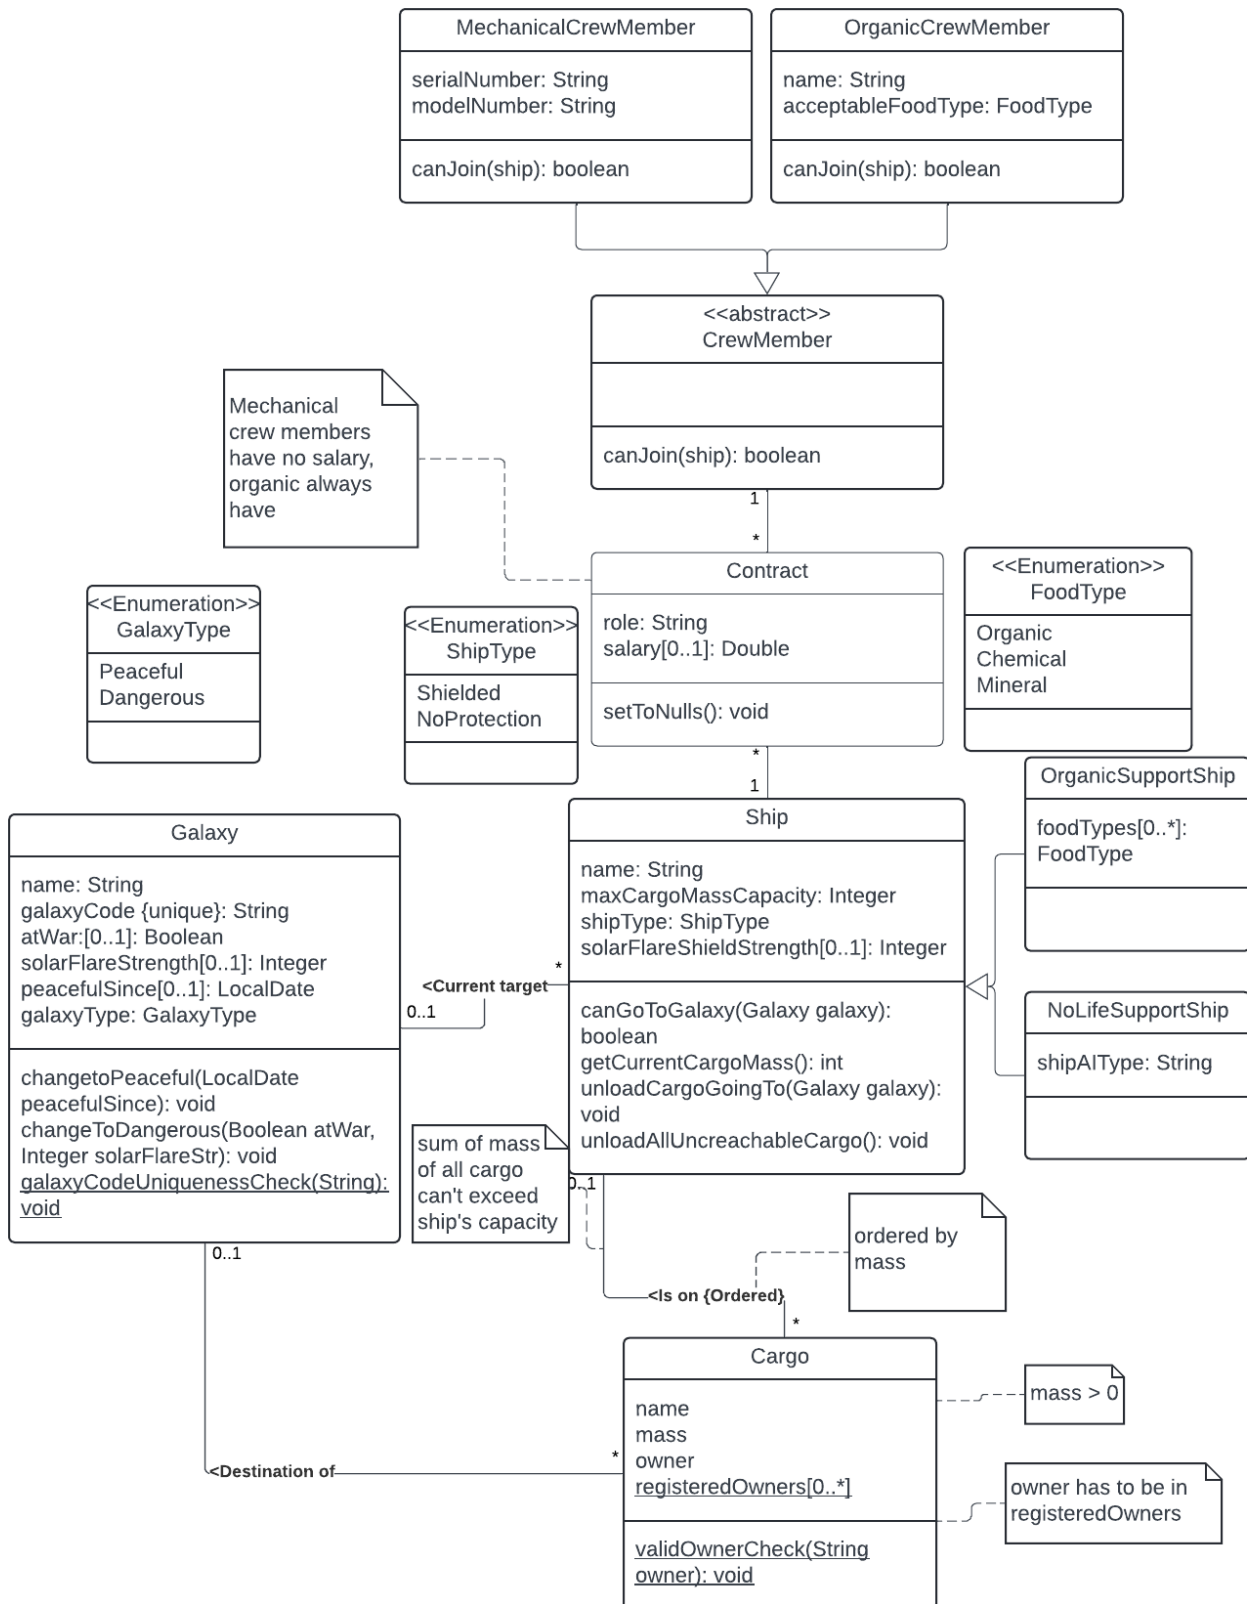 MechanicalCrewMember
serialNumber: String
modelNumber: String
canJoin(ship): boolean
OrganicCrewMember
name: String
acceptableFoodType: FoodType
canJoin(ship): boolean
<<abstract>>
CrewMember
canJoin(ship): boolean
Mechanical
crew members
have no salary,
organic always
have
1
*
Contract
role: String
salary[0..1]: Double
setToNulls(): void
*
1
<<Enumeration>>
GalaxyType
Peaceful
Dangerous
<<Enumeration>>
ShipType
Shielded
NoProtection
<<Enumeration>>
FoodType
Organic
Chemical
Mineral
OrganicSupportShip
foodTypes[0..*]:
FoodType
NoLifeSupportShip
shipAIType: String
Galaxy
name: String
galaxyCode {unique}: String
atWar:[0..1]: Boolean
solarFlareStrength[0..1]: Integer
peacefulSince[0..1]: LocalDate
galaxyType: GalaxyType
changetoPeaceful(LocalDate
peacefulSince): void
changeToDangerous(Boolean atWar,
Integer solarFlareStr): void
galaxyCodeUniquenessCheck(String):
void
*
<Current target
0..1
Ship
name: String
maxCargoMassCapacity: Integer
shipType: ShipType
solarFlareShieldStrength[0..1]: Integer
canGoToGalaxy(Galaxy galaxy):
boolean
getCurrentCargoMass(): int
unloadCargoGoingTo(Galaxy galaxy):
void
unloadAllUncreachableCargo(): void
sum of mass
of all cargo
can't exceed
ship's capacity
0..1
ordered by
mass
<Is on {Ordered}
*
0..1
<Destination of
*
Cargo
name
mass
owner
registeredOwners[0..*]
validOwnerCheck(String
owner): void
mass > 0
owner has to be in
registeredOwners